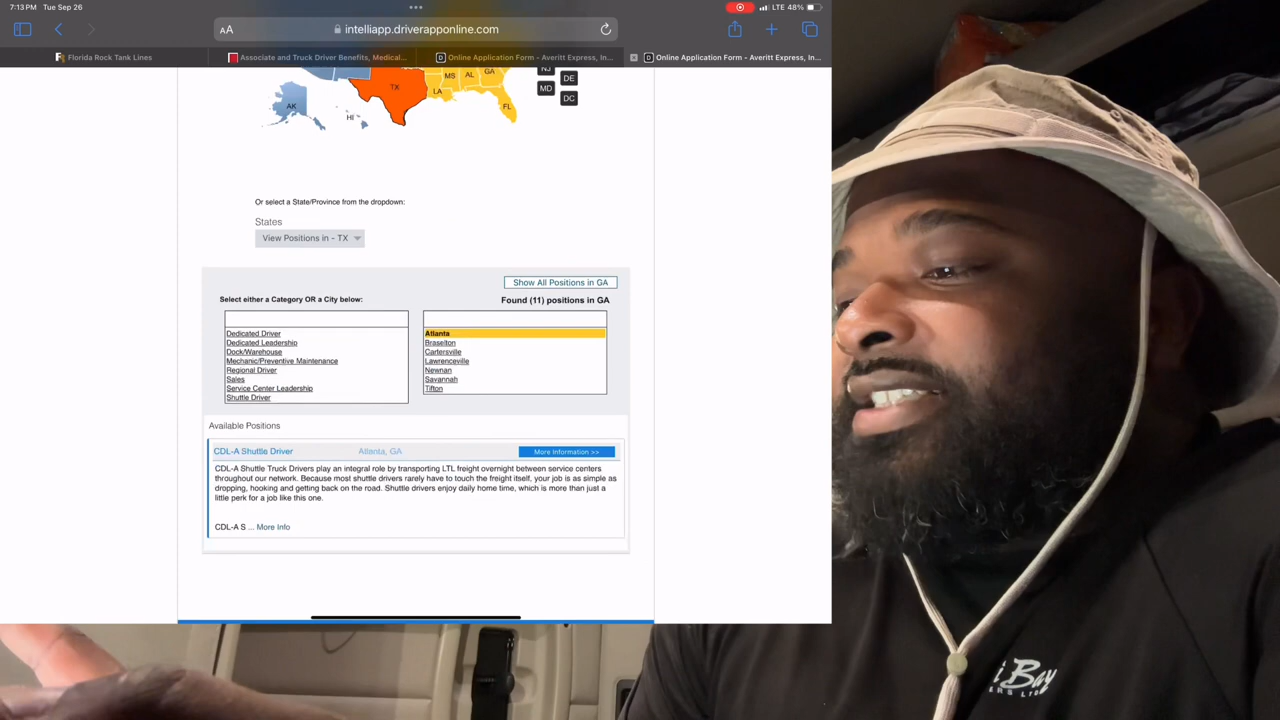 7:13 PM Tue Sep 26
LTE 48%
AA
intelliapp.driverapponline.com
Florida Rock Tank Lines
Associate and Truck Driver Benefits, Medical...
Online Application Form - Averitt Express, In...
Online Application Form - Averitt Express, In...
MS AL GA NJ DE
TX LA MD
AK FL DC
HI
Or select a State/Province from the dropdown:
States
View Positions in - TX
Show All Positions in GA
Select either a Category OR a City below:
Found (11) positions in GA
Dedicated Driver
Dedicated Leadership
Dock/Warehouse
Mechanic/Preventive Maintenance
Regional Driver
Sales
Service Center Leadership
Shuttle Driver
Atlanta
Braselton
Cartersville
Lawrenceville
Newnan
Savannah
Tifton
Available Positions
CDL-A Shuttle Driver Atlanta, GA More Information >>
CDL-A Shuttle Truck Drivers play an integral role by transporting LTL freight overnight between service centers
throughout our network. Because most shuttle drivers rarely have to touch the freight itself, your job is as simple as
dropping, hooking and getting back on the road. Shuttle drivers enjoy daily home time, which is more than just a
little perk for a job like this one.
CDL-A S ... More Info
Bay